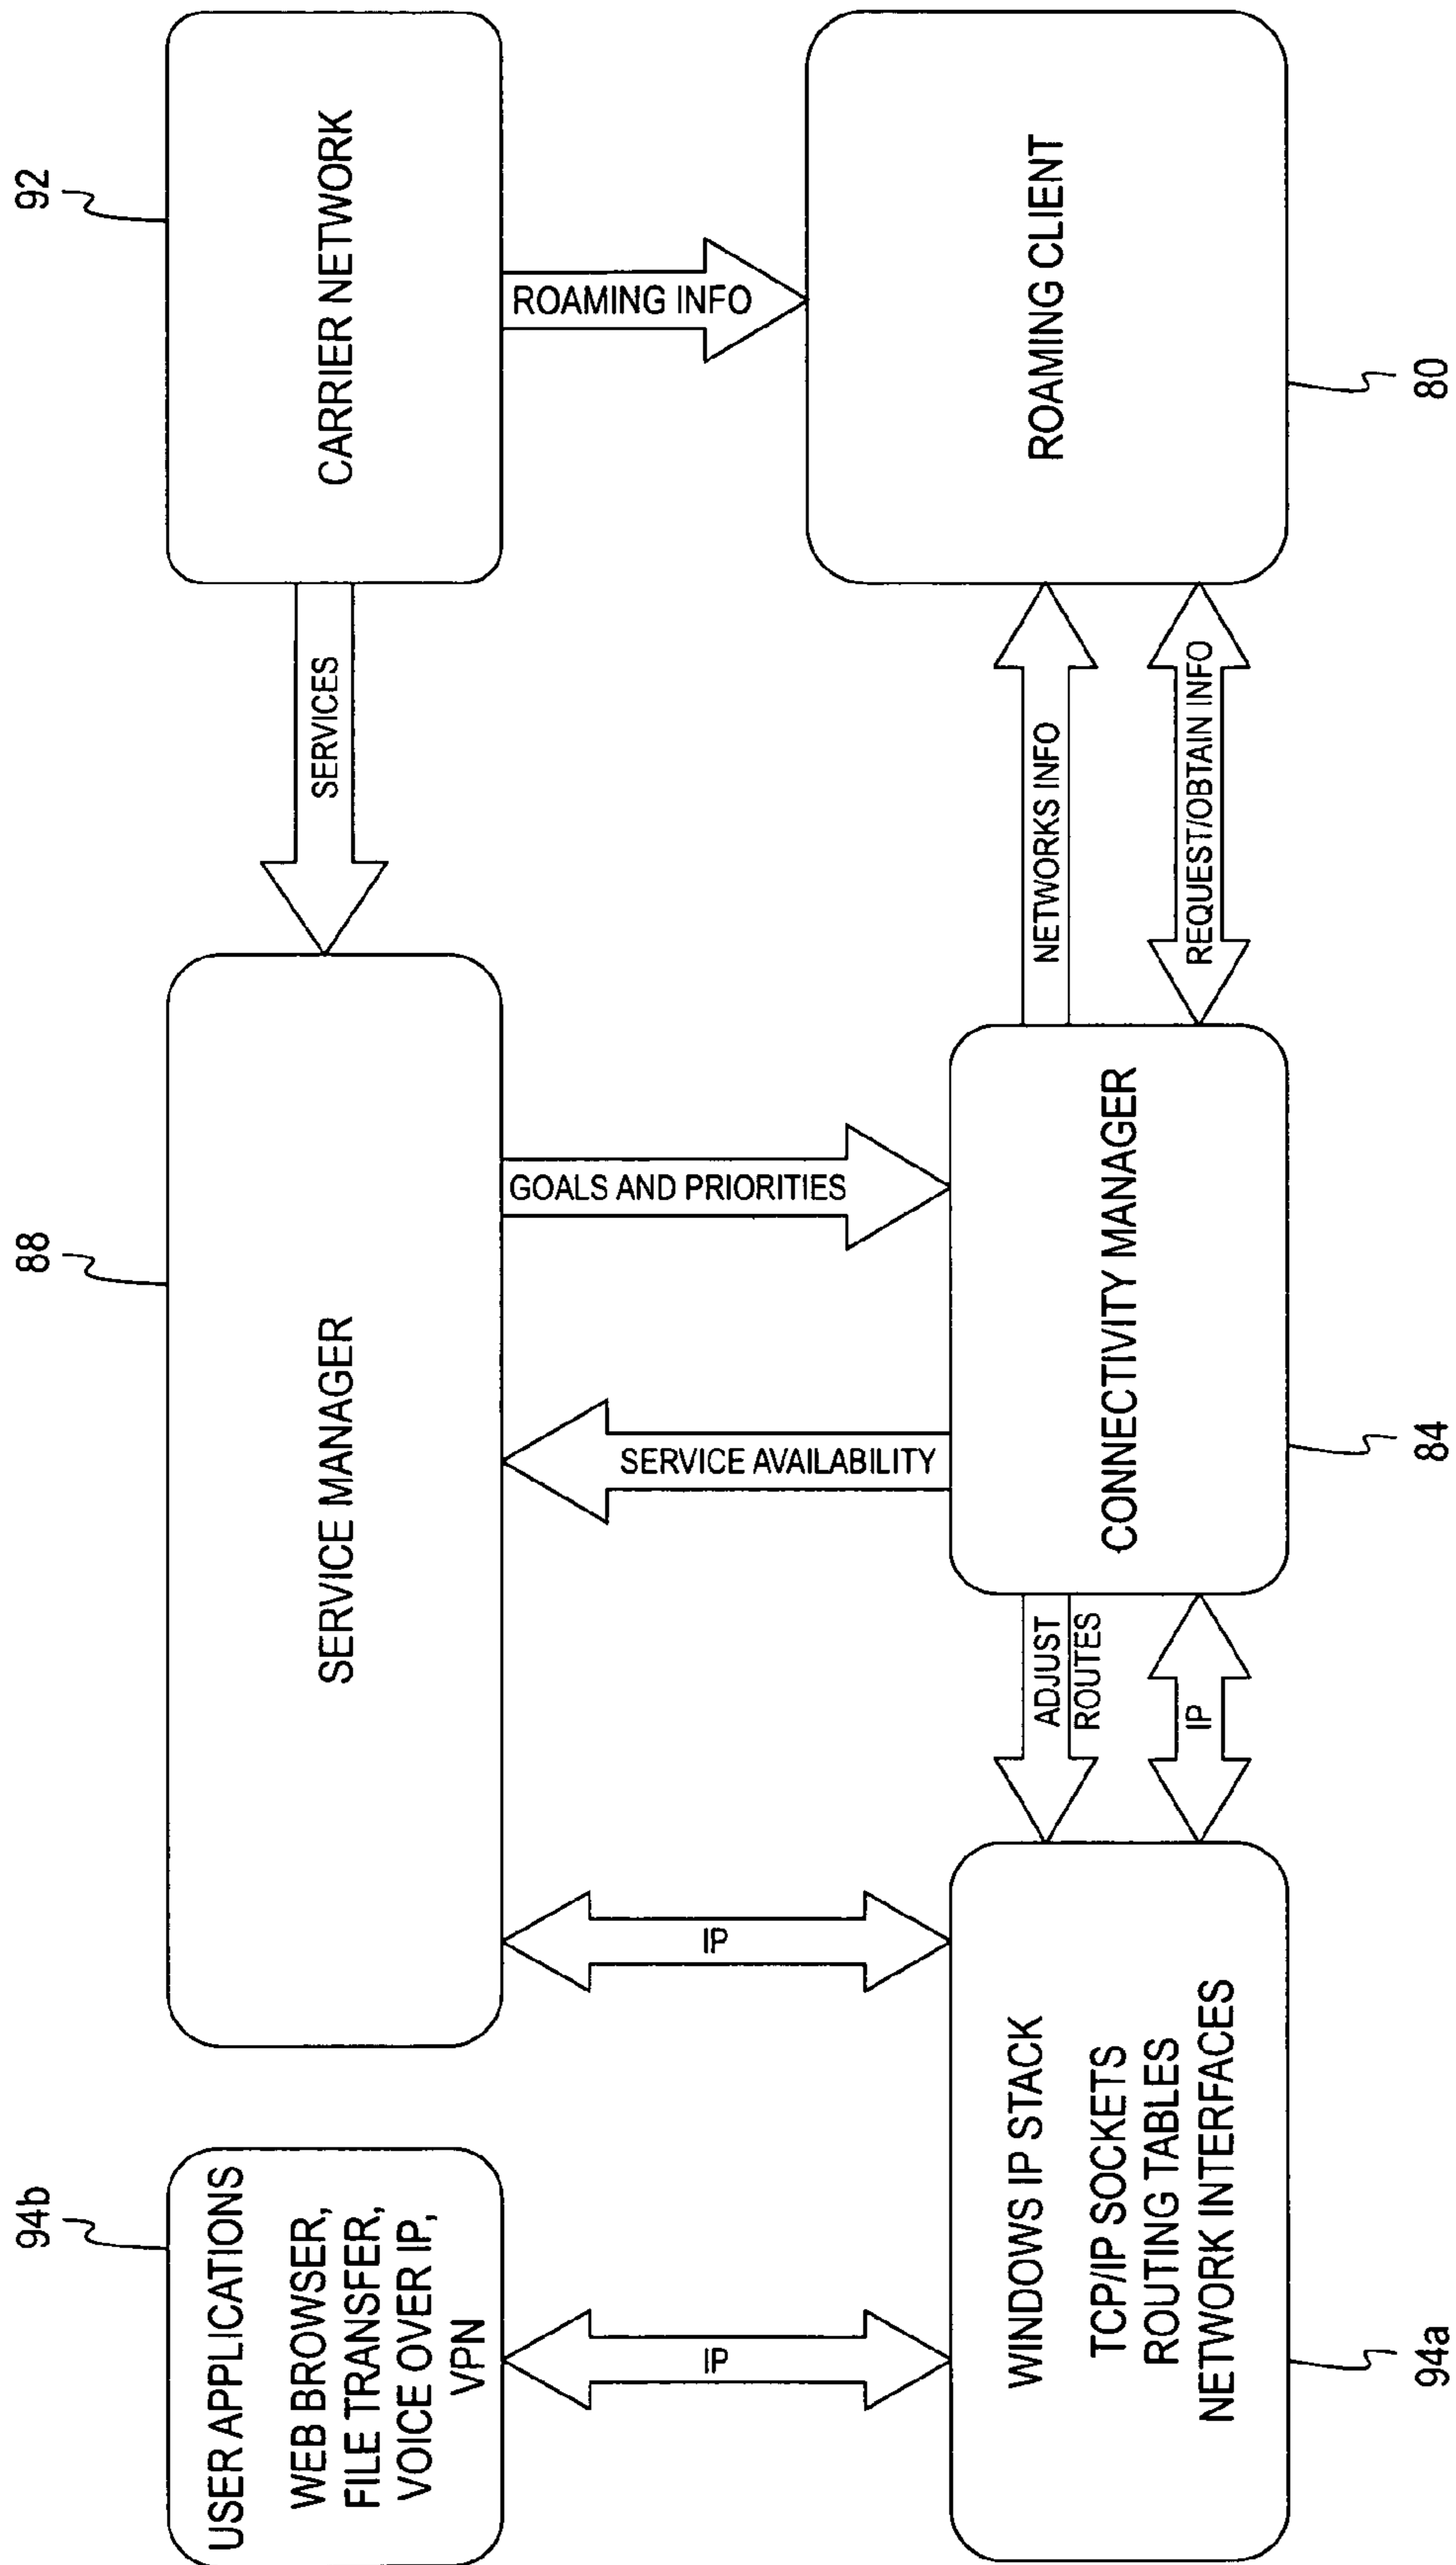 94b
88
92
USER APPLICATIONS
WEB BROWSER,
FILE TRANSFER,
VOICE OVER IP,
VPN
SERVICE MANAGER
SERVICES
CARRIER NETWORK
IP
IP
SERVICE AVAILABILITY
GOALS AND PRIORITIES
ROAMING INFO
WINDOWS IP STACK
TCP/IP SOCKETS
ROUTING TABLES
NETWORK INTERFACES
ADJUST
ROUTES
IP
CONNECTIVITY MANAGER
NETWORKS INFO
REQUEST/OBTAIN INFO
ROAMING CLIENT
94a
84
80